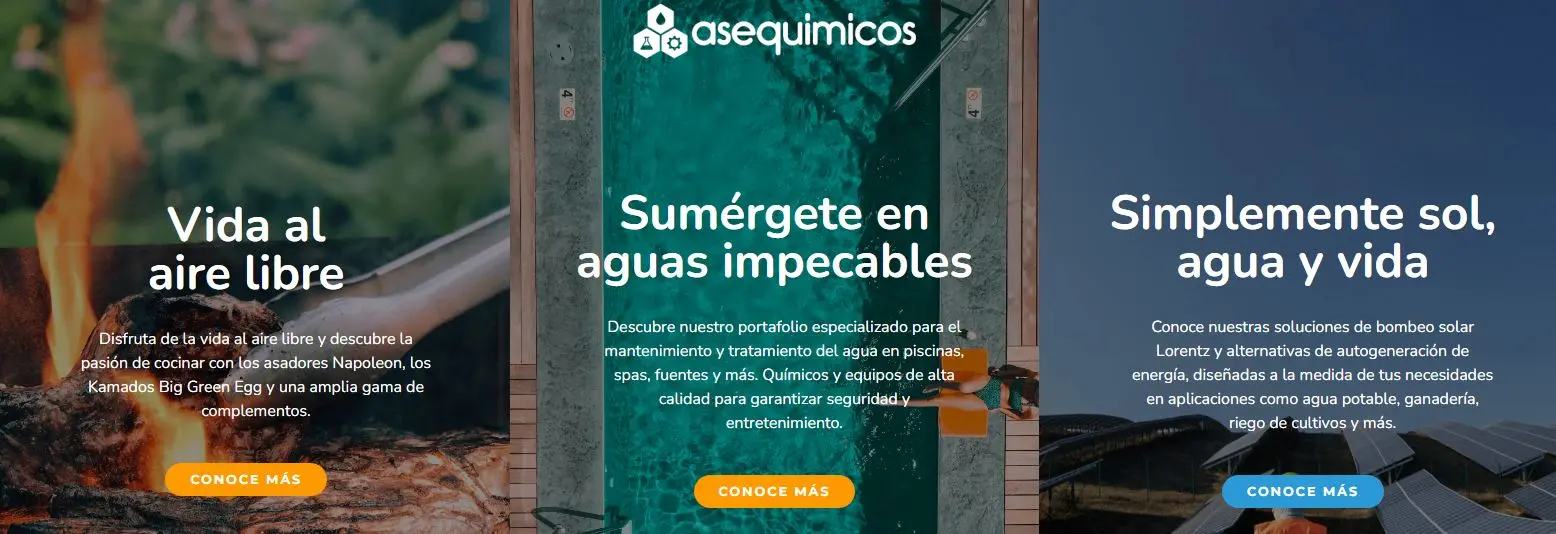 asequimicos
4"
4"
Vida al
aire libre
Disfruta de la vida al aire libre y descubre la
pasión de cocinar con los asadores Napoleon, los
Kamados Big Green Egg y una amplia gama de
complementos.
CONOCE MÁS
Sumérgete en
aguas impecables
Descubre nuestro portafolio especializado para el
mantenimiento y tratamiento del agua en piscinas,
spas, fuentes y más. Químicos y equipos de alta
calidad para garantizar seguridad y
entretenimiento.
CONOCE MÁS
Simplemente sol,
agua y vida
Conoce nuestras soluciones de bombeo solar
Lorentz y alternativas de autogeneración de
energía, diseñadas a la medida de tus necesidades
en aplicaciones como agua potable, ganadería,
riego de cultivos y más.
CONOCE MÁS